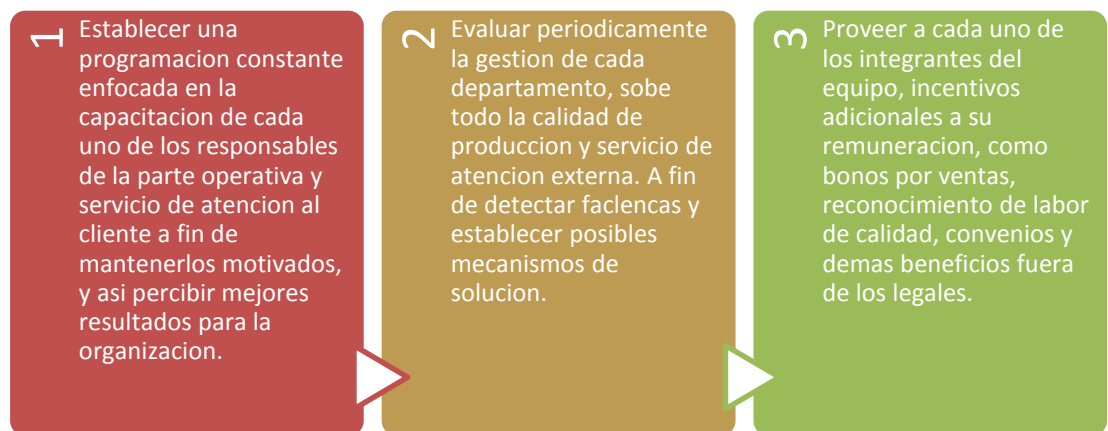 1
Establecer una
programacion constante
enfocada en la
capacitacion de cada
uno de los responsables
de la parte operativa y
servicio de atencion al
cliente a fin de
mantenerlos motivados,
y asi percibir mejores
resultados para la
organizacion.
2
Evaluar periodicamente
la gestion de cada
departamento, sobe
todo la calidad de
produccion y servicio de
atencion externa. A fin
de detectar faclencas y
establecer posibles
mecanismos de
solucion.
3
Proveer a cada uno de
los integrantes del
equipo, incentivos
adicionales a su
remuneracion, como
bonos por ventas,
reconocimiento de labor
de calidad, convenios y
demas beneficios fuera
de los legales.